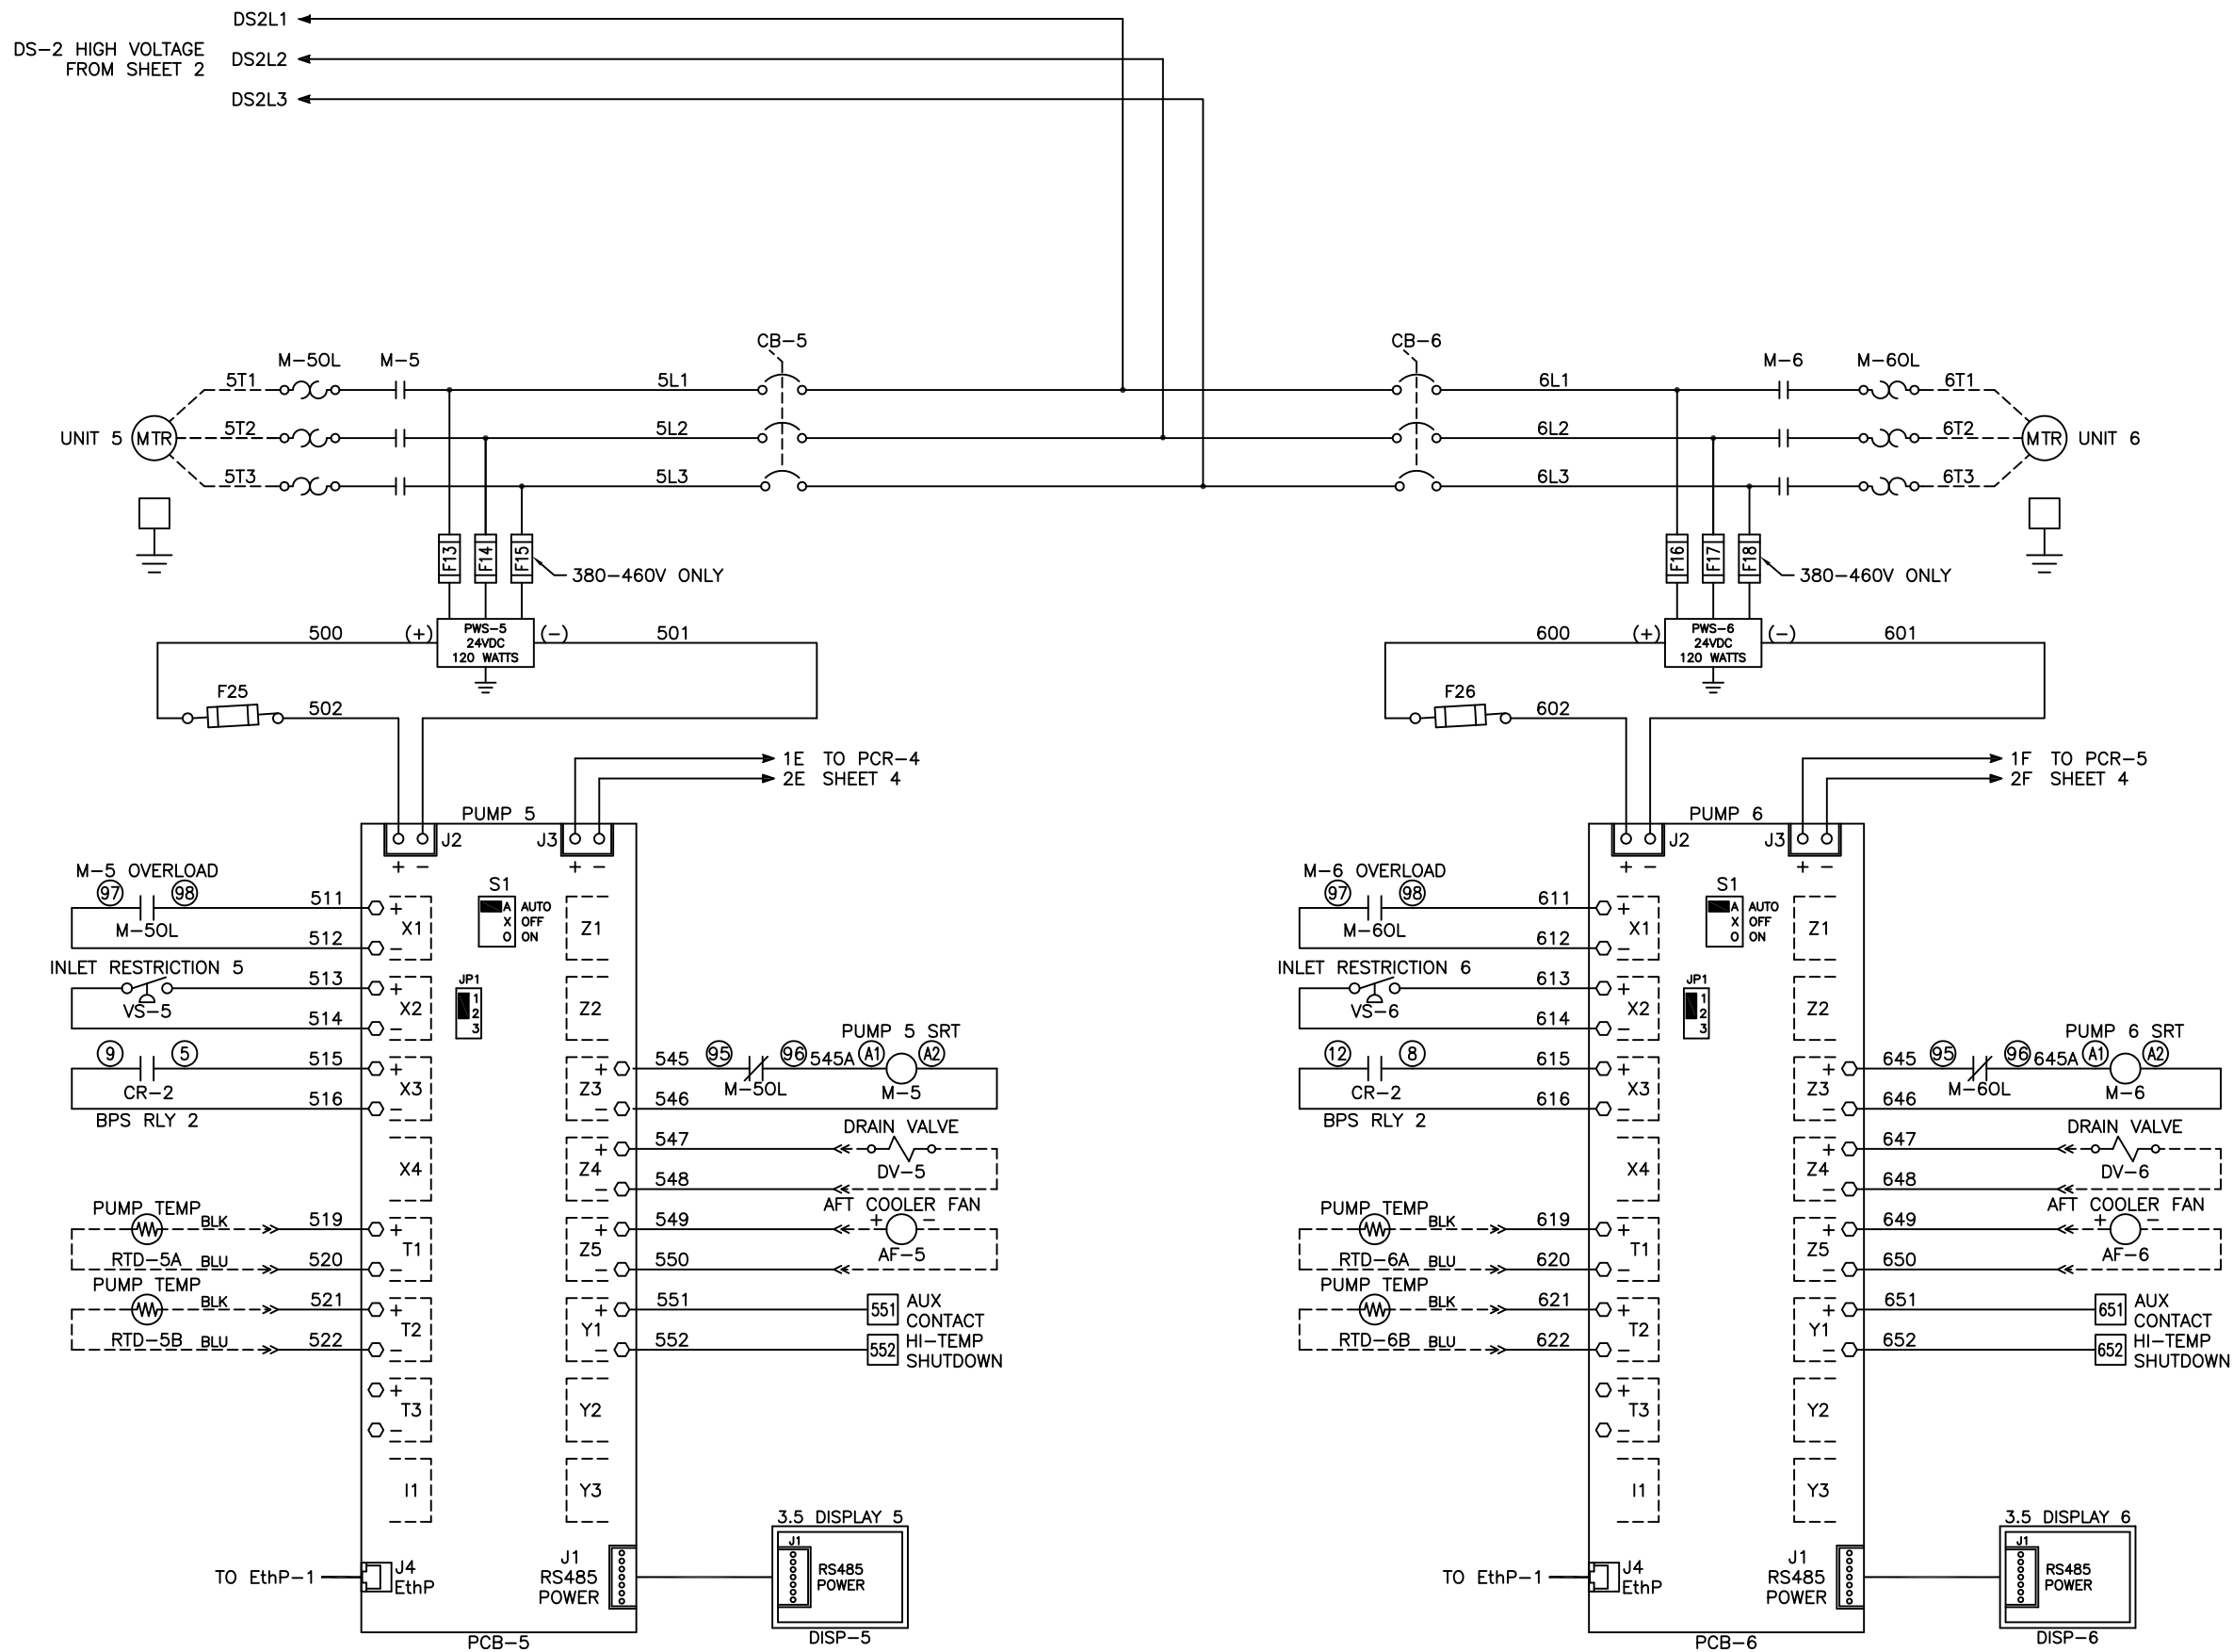 DS2L1
DS-2 HIGH VOLTAGE
FROM SHEET 2
DS2L2
DS2L3
CB-5
CB-6
M-5OL
M-5
M-6
M-6OL
5T1
5L1
6L1
6T1
UNIT 5
MTR
5T2
5L2
6L2
6T2
MTR
UNIT 6
5T3
5L3
6L3
6T3
F13
F14
F15
380-460V ONLY
F16
F17
F18
380-460V ONLY
500
(+)
PWS-5
24VDC
120 WATTS
(-)
501
F25
502
600
(+)
PWS-6
24VDC
120 WATTS
(-)
601
F26
602
1E TO PCR-4
2E SHEET 4
1F TO PCR-5
2F SHEET 4
PUMP 5
J2
J3
+ -
+ -
M-5 OVERLOAD
97
98
M-5OL
511
512
+
X1
-
S1
A AUTO
X OFF
O ON
Z1
INLET RESTRICTION 5
VS-5
513
514
+
X2
-
JP1
1
2
3
Z2
9
5
CR-2
BPS RLY 2
515
516
+
X3
-
PUMP 5 SRT
+
Z3
-
545
546
95
96
545A
A1
A2
M-5OL
M-5
X4
+
Z4
-
547
548
DRAIN VALVE
DV-5
PUMP TEMP
BLK
519
RTD-5A
BLU
520
+
T1
-
+
Z5
-
549
550
AFT COOLER FAN
+
-
AF-5
PUMP TEMP
BLK
521
RTD-5B
BLU
522
+
T2
-
+
Y1
-
551
552
551
AUX
CONTACT
552
HI-TEMP
SHUTDOWN
+
T3
-
Y2
I1
Y3
TO EthP-1
J4
EthP
J1
RS485
POWER
3.5 DISPLAY 5
J1
RS485
POWER
DISP-5
PCB-5
PUMP 6
J2
J3
+ -
+ -
M-6 OVERLOAD
97
98
M-6OL
611
612
+
X1
-
S1
A AUTO
X OFF
O ON
Z1
INLET RESTRICTION 6
VS-6
613
614
+
X2
-
JP1
1
2
3
Z2
12
8
CR-2
BPS RLY 2
615
616
+
X3
-
PUMP 6 SRT
+
Z3
-
645
646
95
96
645A
A1
A2
M-6OL
M-6
X4
+
Z4
-
647
648
DRAIN VALVE
DV-6
PUMP TEMP
BLK
619
RTD-6A
BLU
620
+
T1
-
+
Z5
-
649
650
AFT COOLER FAN
+
-
AF-6
PUMP TEMP
BLK
621
RTD-6B
BLU
622
+
T2
-
+
Y1
-
651
652
651
AUX
CONTACT
652
HI-TEMP
SHUTDOWN
+
T3
-
Y2
I1
Y3
TO EthP-1
J4
EthP
J1
RS485
POWER
3.5 DISPLAY 6
J1
RS485
POWER
DISP-6
PCB-6